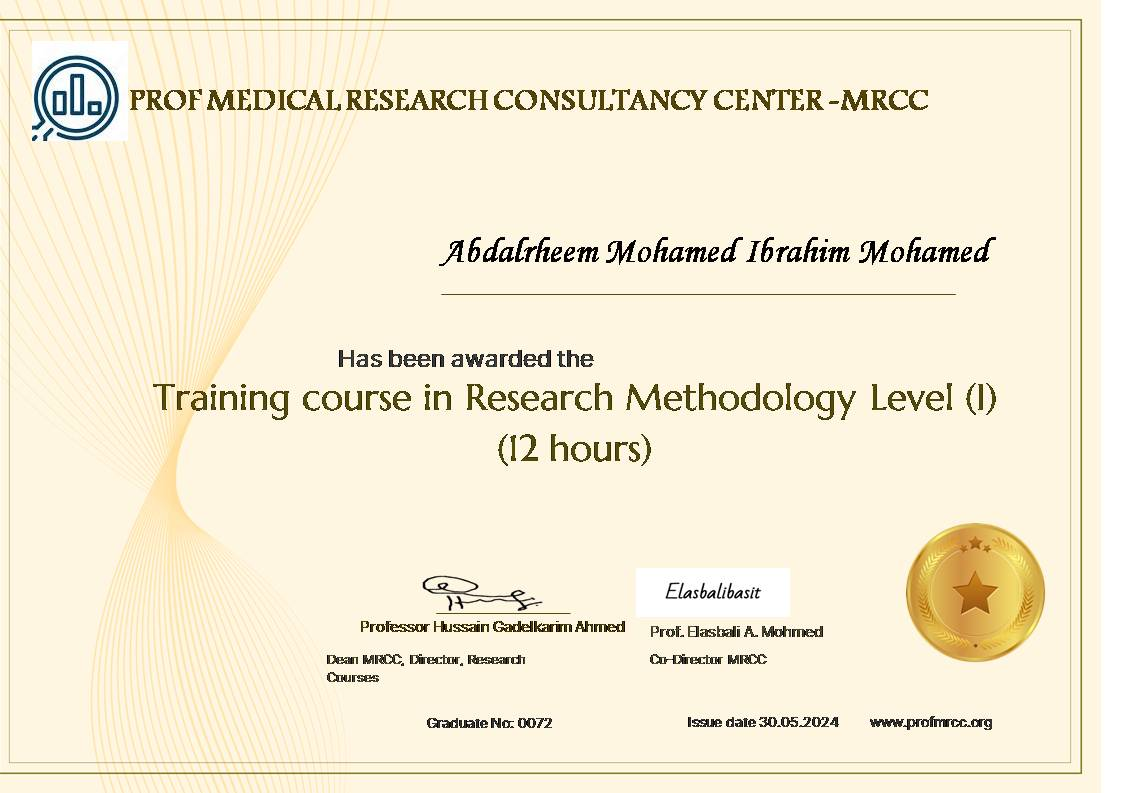 PROF MEDICAL RESEARCH CONSULTANCY CENTER -MRCC
Abdalrheem Mohamed Ibrahim Mohamed
Has been awarded the
Training course in Research Methodology Level (I)
(12 hours)
Elasbalibasit
Professor Hussain Gadelkarim Ahmed
Prof. Elasbali A. Mohmed
Dean MRCC, Director, Research
Courses
Co-Director MRCC
Graduate No: 0072
Issue date 30.05.2024
www.profmrcc.org